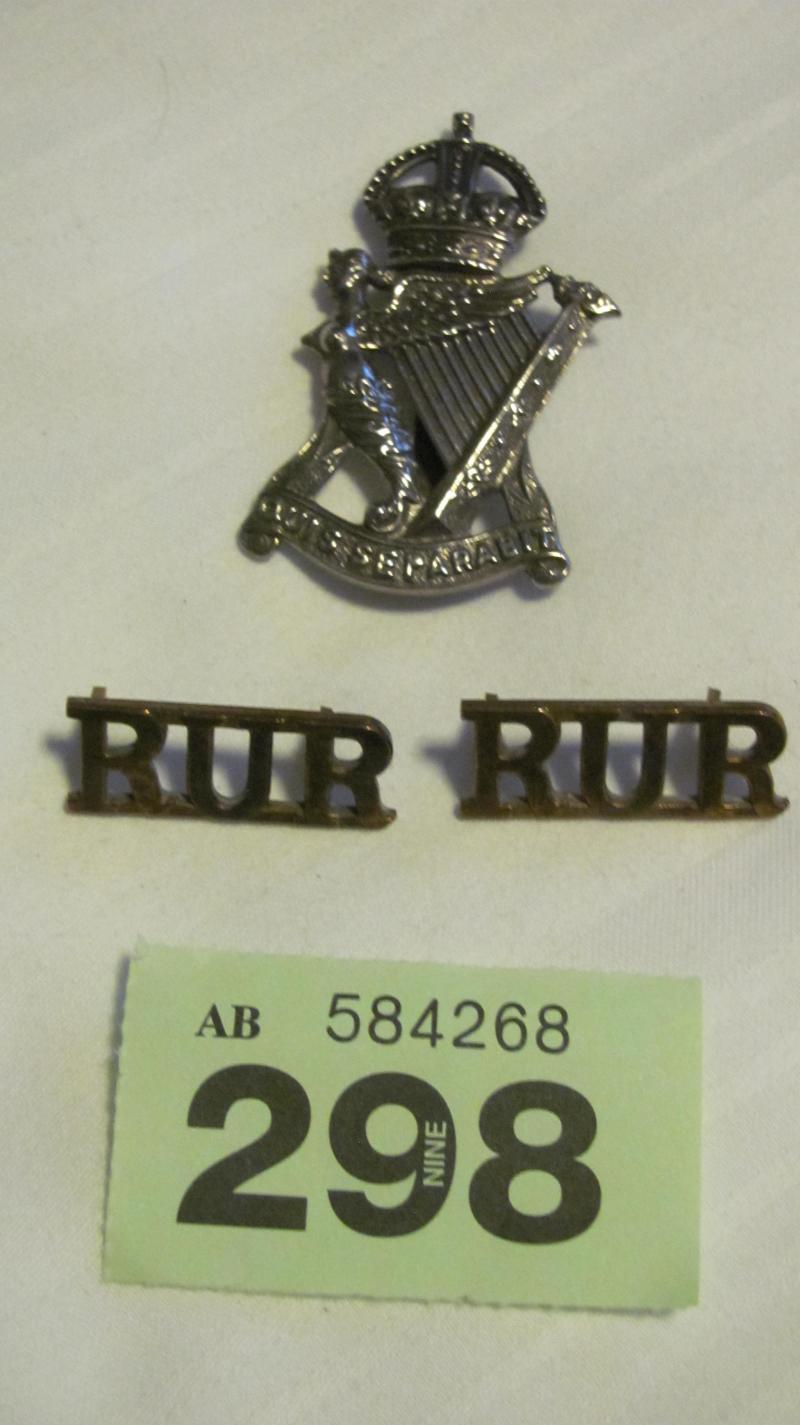 QUIS SEPARABIT
RUR RUR
AB 584268
298
NINE